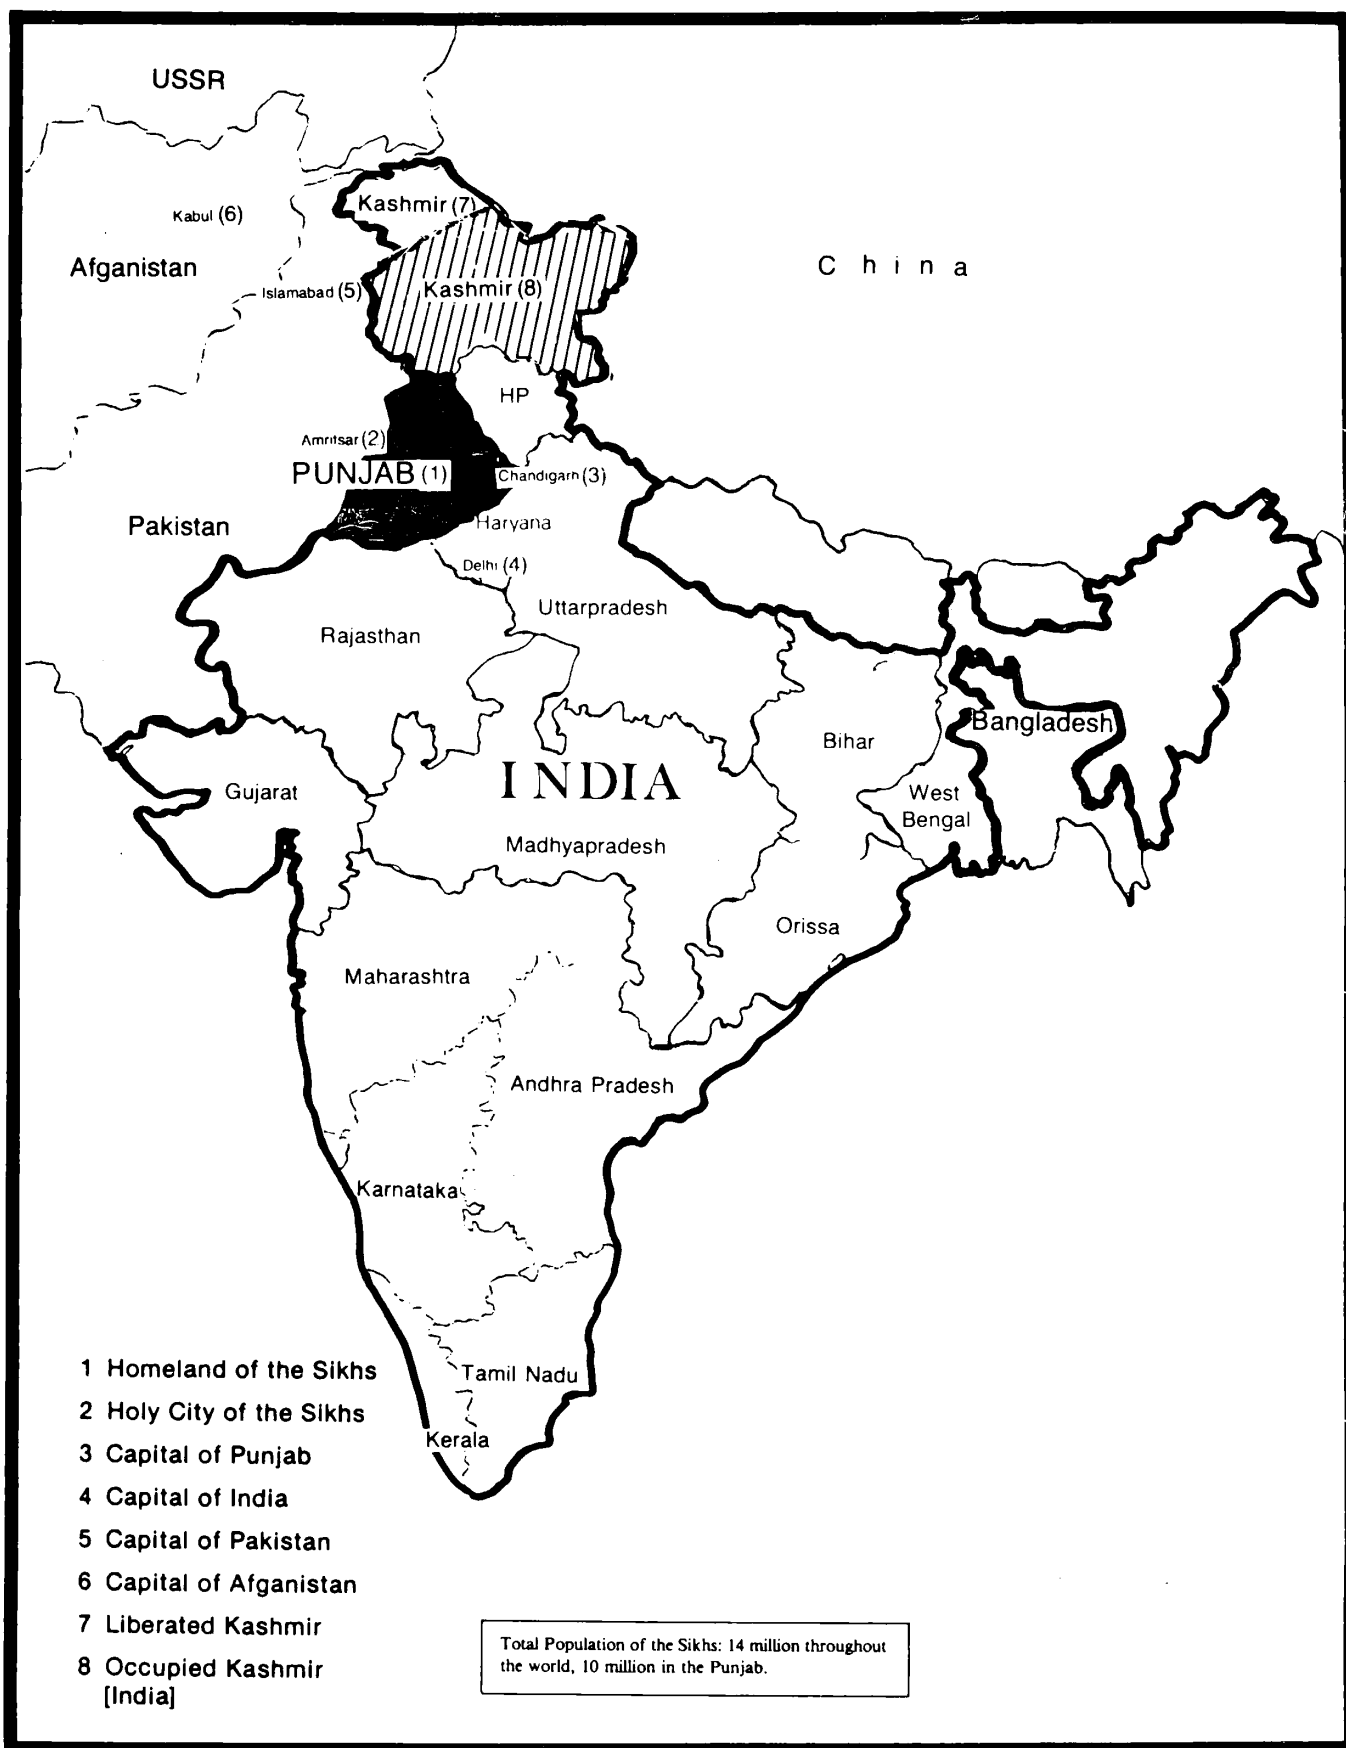 USSR
Kashmir (7)
Kabul (6)
Afganistan
China
Islamabad (5)
Kashmir (8)
HP
Amritsar (2)
PUNJAB (1)
Chandigarh (3)
Pakistan
Haryana
Delhi (4)
Uttarpradesh
Rajasthan
Bangladesh
Bihar
INDIA
Gujarat
West
Bengal
Madhyapradesh
Orissa
Maharashtra
Andhra Pradesh
Karnataka
Tamil Nadu
Kerala
1 Homeland of the Sikhs
2 Holy City of the Sikhs
3 Capital of Punjab
4 Capital of India
5 Capital of Pakistan
6 Capital of Afganistan
7 Liberated Kashmir
8 Occupied Kashmir
[India]
Total Population of the Sikhs: 14 million throughout
the world, 10 million in the Punjab.